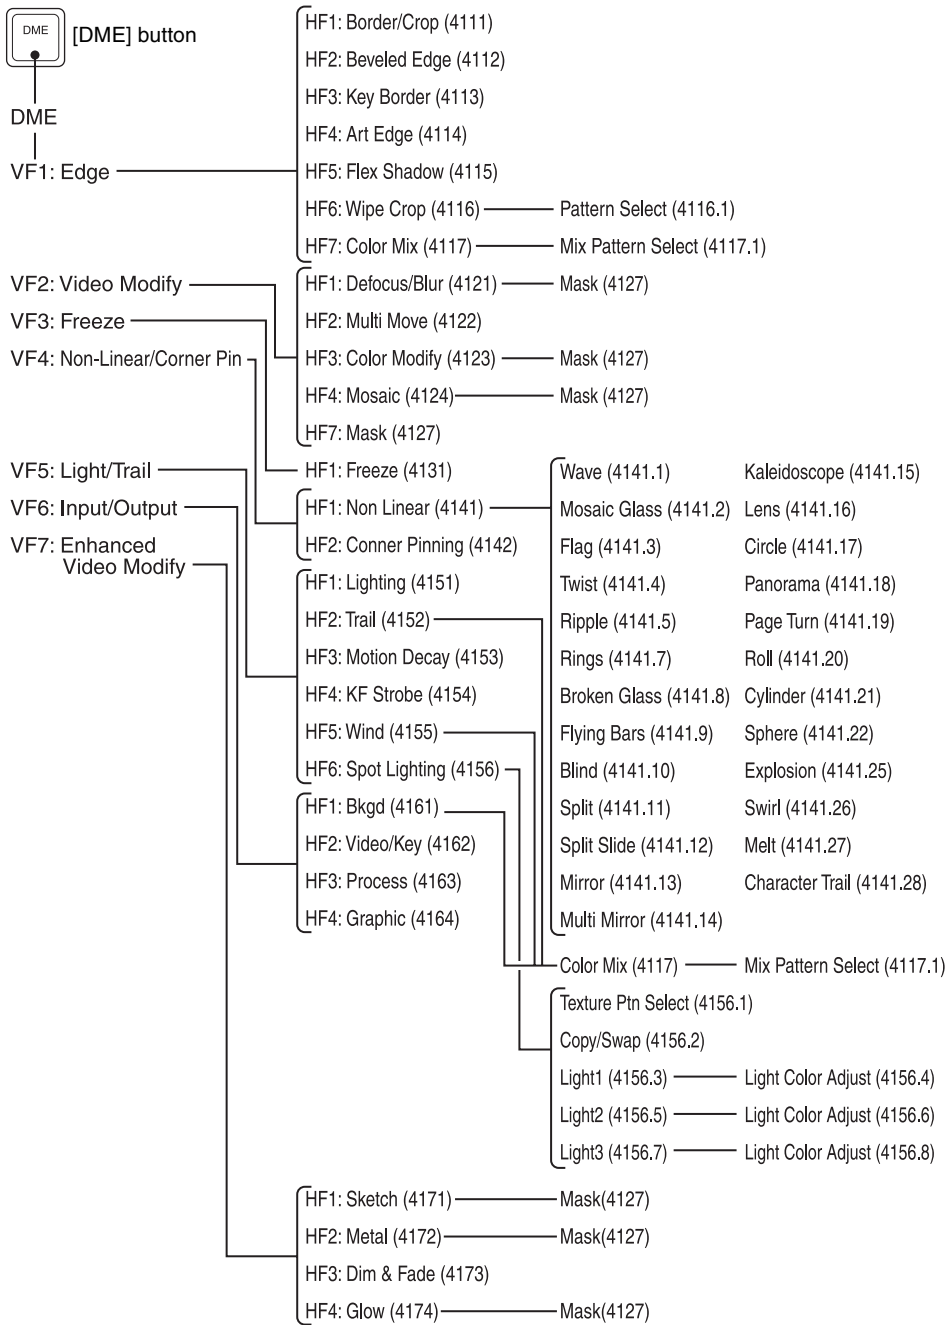 DME
[DME] button
DME
VF1: Edge
HF1: Border/Crop (4111)
HF2: Beveled Edge (4112)
HF3: Key Border (4113)
HF4: Art Edge (4114)
HF5: Flex Shadow (4115)
HF6: Wipe Crop (4116)
Pattern Select (4116.1)
HF7: Color Mix (4117)
Mix Pattern Select (4117.1)
VF2: Video Modify
HF1: Defocus/Blur (4121)
Mask (4127)
HF2: Multi Move (4122)
HF3: Color Modify (4123)
Mask (4127)
HF4: Mosaic (4124)
Mask (4127)
HF7: Mask (4127)
VF3: Freeze
HF1: Freeze (4131)
VF4: Non-Linear/Corner Pin
HF1: Non Linear (4141)
HF2: Conner Pinning (4142)
Wave (4141.1)
Mosaic Glass (4141.2)
Flag (4141.3)
Twist (4141.4)
Ripple (4141.5)
Rings (4141.7)
Broken Glass (4141.8)
Flying Bars (4141.9)
Blind (4141.10)
Split (4141.11)
Split Slide (4141.12)
Mirror (4141.13)
Multi Mirror (4141.14)
Kaleidoscope (4141.15)
Lens (4141.16)
Circle (4141.17)
Panorama (4141.18)
Page Turn (4141.19)
Roll (4141.20)
Cylinder (4141.21)
Sphere (4141.22)
Explosion (4141.25)
Swirl (4141.26)
Melt (4141.27)
Character Trail (4141.28)
VF5: Light/Trail
HF1: Lighting (4151)
HF2: Trail (4152)
HF3: Motion Decay (4153)
HF4: KF Strobe (4154)
HF5: Wind (4155)
HF6: Spot Lighting (4156)
VF6: Input/Output
HF1: Bkgd (4161)
HF2: Video/Key (4162)
HF3: Process (4163)
HF4: Graphic (4164)
Color Mix (4117)
Mix Pattern Select (4117.1)
Texture Ptn Select (4156.1)
Copy/Swap (4156.2)
Light1 (4156.3)
Light Color Adjust (4156.4)
Light2 (4156.5)
Light Color Adjust (4156.6)
Light3 (4156.7)
Light Color Adjust (4156.8)
VF7: Enhanced
Video Modify
HF1: Sketch (4171)
Mask(4127)
HF2: Metal (4172)
Mask(4127)
HF3: Dim & Fade (4173)
HF4: Glow (4174)
Mask(4127)